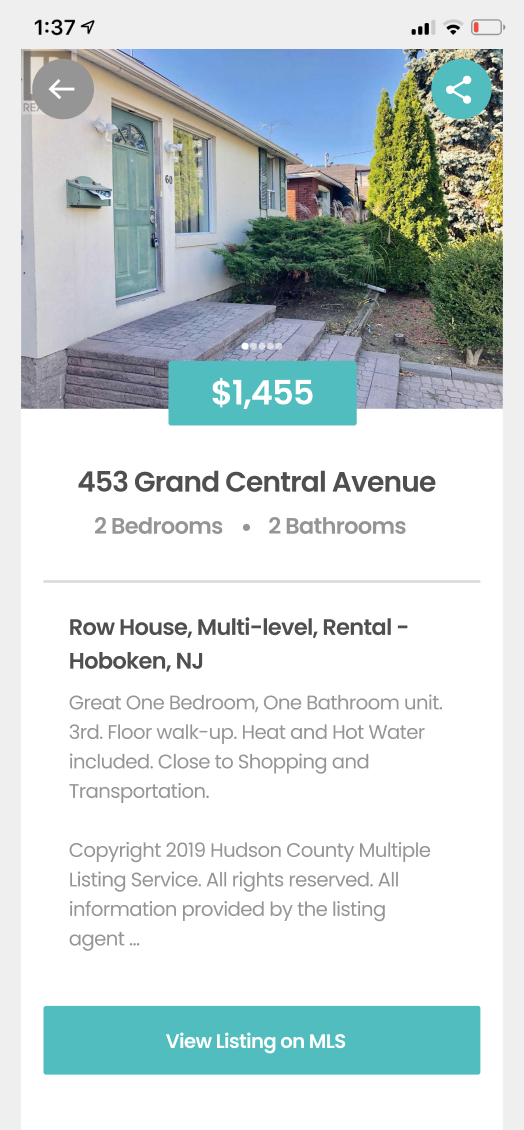 1:37
60
$1,455
453 Grand Central Avenue
2 Bedrooms • 2 Bathrooms
Row House, Multi-level, Rental -
Hoboken, NJ
Great One Bedroom, One Bathroom unit.
3rd. Floor walk-up. Heat and Hot Water
included. Close to Shopping and
Transportation.
Copyright 2019 Hudson County Multiple
Listing Service. All rights reserved. All
information provided by the listing
agent ...
View Listing on MLS